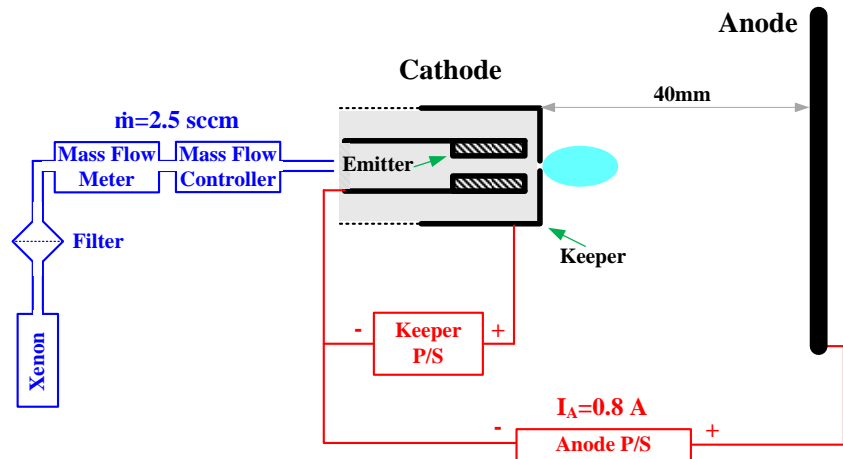 Anode
Cathode
40mm
ṁ=2.5 sccm
Mass Flow
Meter
Mass Flow
Controller
Emitter
Filter
Keeper
Xenon
-
Keeper
P/S
+
I_A=0.8 A
-
Anode P/S
+